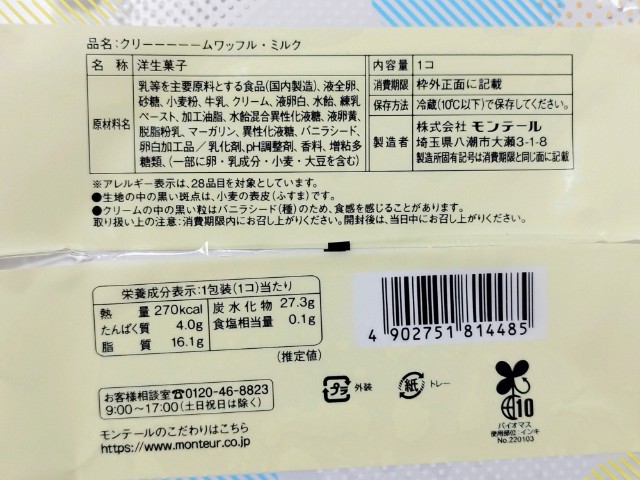 品名:クリーーーーームワッフル・ミルク
名 称 洋生菓子
原材料名
乳等を主要原料とする食品(国内製造)、液全卵、
砂糖、小麦粉、牛乳、クリーム、液卵白、水飴、練乳
ペースト、加工油脂、水飴混合異性化液糖、液卵黄、
脱脂粉乳、マーガリン、異性化液糖、バニラシード、
卵白加工品/乳化剤、pH調整剤、香料、増粘多
糖類、(一部に卵・乳成分・小麦・大豆を含む)
内容量 1コ
消費期限 枠外正面に記載
保存方法 冷蔵(10℃以下)で保存してください。
製造者
株式会社 モンテール
埼玉県八潮市大瀬3-1-8
製造所固有記号は消費期限と同じ面に記載
※アレルギー表示は、28品目を対象としています。
●生地の中の黒い斑点は、小麦の表皮(ふすま)です。
●クリームの中の黒い粒はバニラシード(種)のため、食感を感じることがあります。
取り扱い上の注意:消費期限内にお召し上がりください。開封後は、当日中にお召し上がりください。
栄養成分表示:1包装(1コ)当たり
熱 量 270kcal
たんぱく質 4.0g
脂 質 16.1g
炭水化物 27.3g
食塩相当量 0.1g
(推定値)
4 902751 814485
お客様相談室☎0120-46-8823
9:00~17:00(土日祝日は除く)
モンテールのこだわりはこちら
https://www.monteur.co.jp
プラ 外装
紙 トレー
10
バイオマス
使用部位:インキ
No.220103